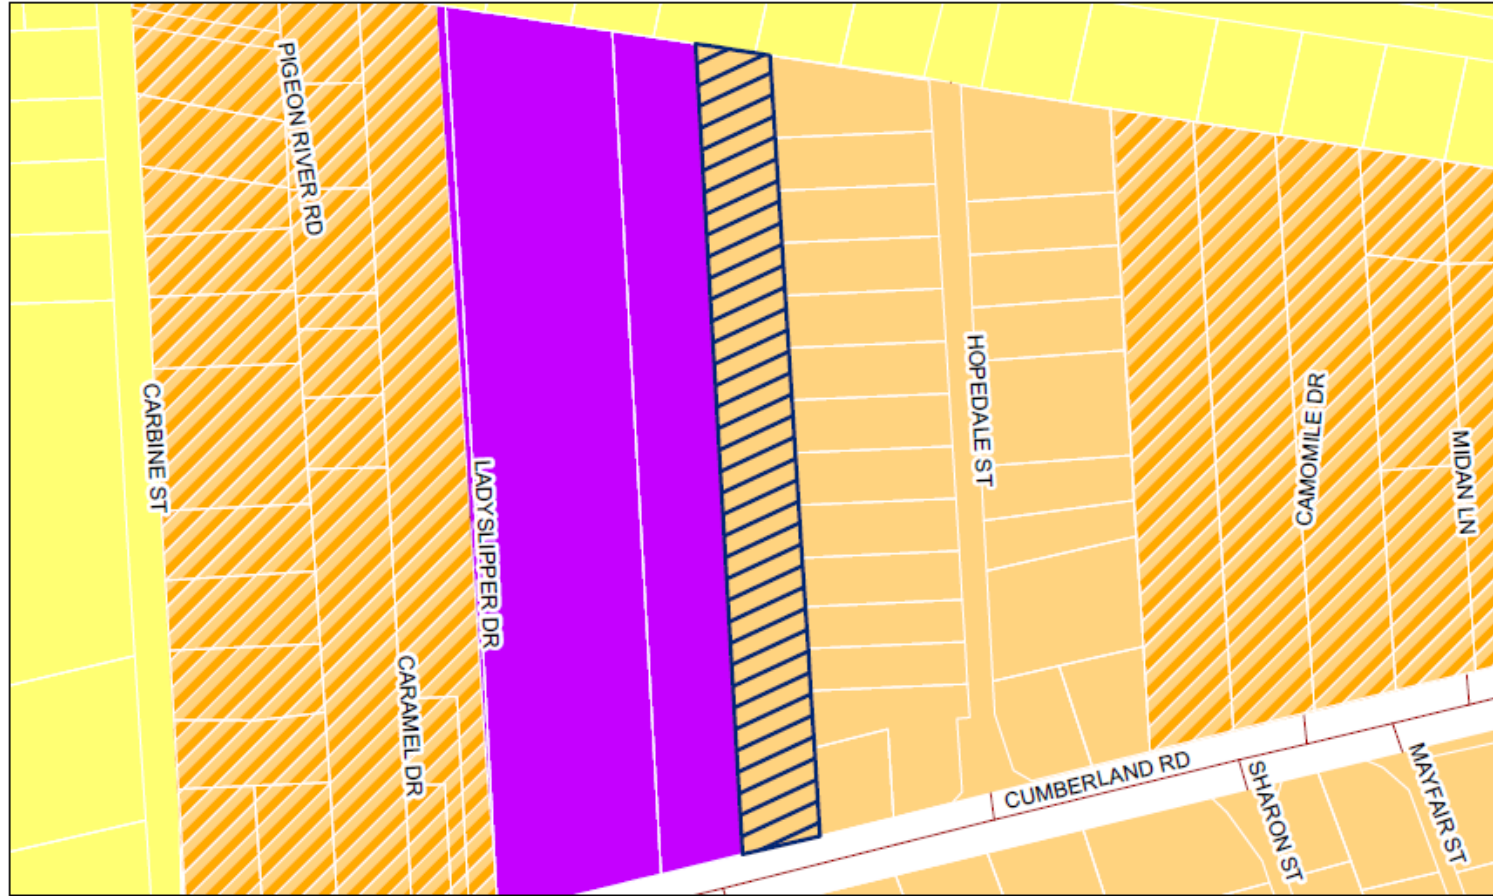 PIGEON RIVER RD
CARBINE ST
LADYSLIPPER DR
CARAMEL DR
HOPEDALE ST
CAMOMILE DR
MIDAN LN
CUMBERLAND RD
SHARON ST
MAYFAIR ST